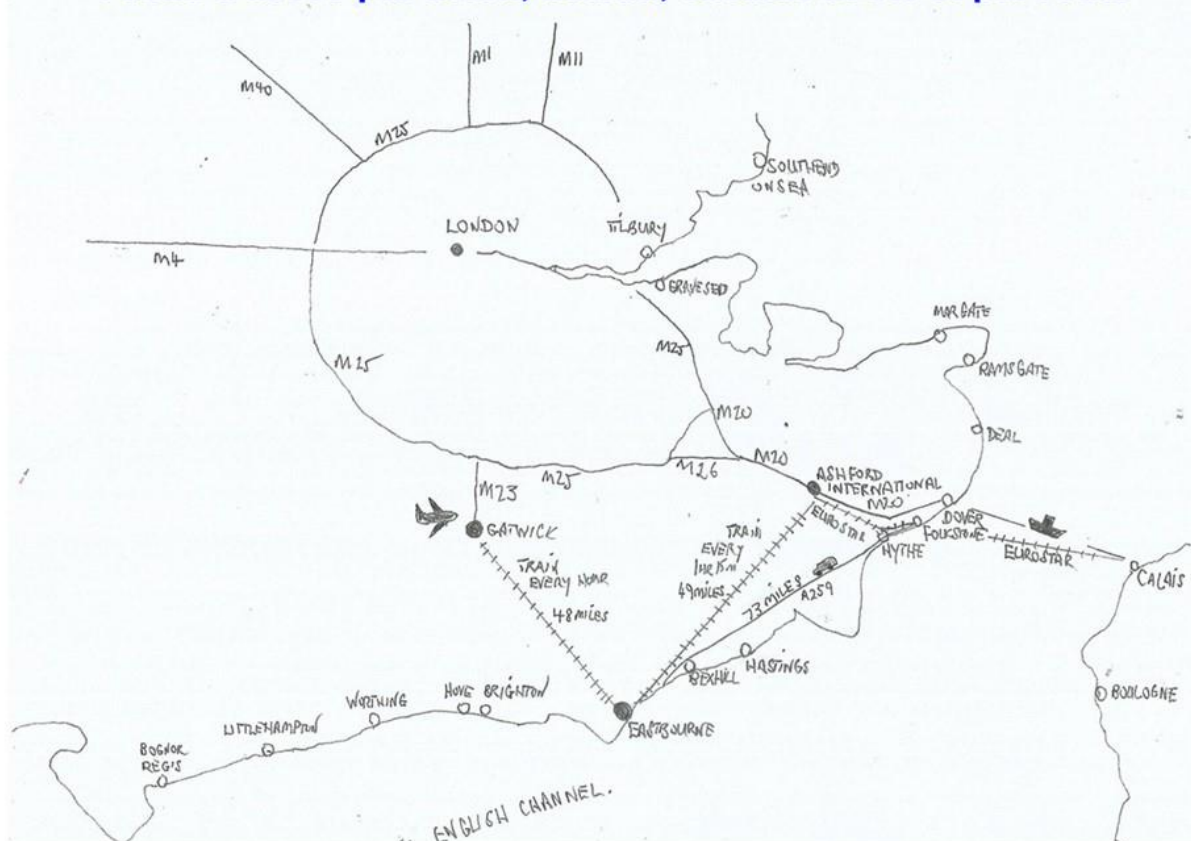 M40
M1
M11
M25
SOUTHEND
ON SEA
LONDON
TILBURY
M4
GRAVESED
MARGATE
M25
M25
RAMSGATE
M20
DEAL
M26
M20
M25
M23
ASHFORD
INTERNATIONAL
M20
GATWICK
EUROSTAR
DOVER
FOLKSTONE
HYTHE
EUROSTAR
CALAIS
TRAIN
EVERY HOUR
48 MILES
TRAIN
EVERY
1HR15M
49 MILES
73 MILES
A259
BEXHILL
HASTINGS
BOULOGNE
HOVE BRIGHTON
WORTHING
EASTBOURNE
LITTLEHAMPTON
BOGNOR
REGIS
ENGLISH CHANNEL.